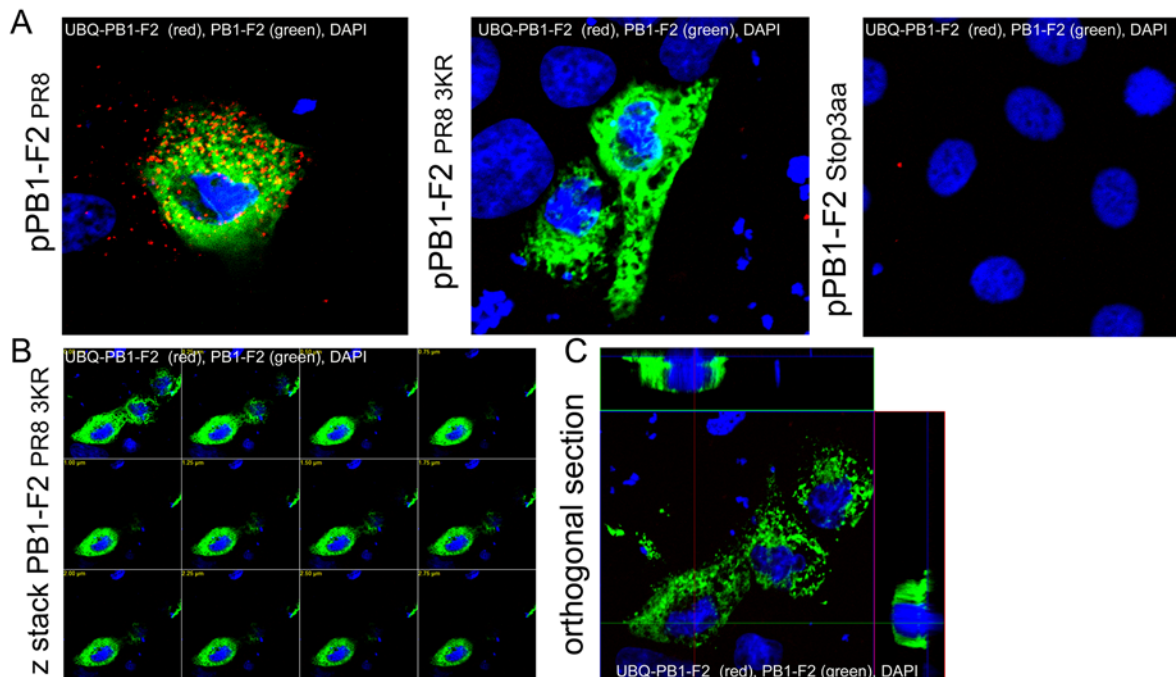 A
pPB1-F2 PR8
UBQ-PB1-F2 (red), PB1-F2 (green), DAPI
pPB1-F2 PR8 3KR
UBQ-PB1-F2 (red), PB1-F2 (green), DAPI
pPB1-F2 Stop3aa
UBQ-PB1-F2 (red), PB1-F2 (green), DAPI
B
z stack PB1-F2 PR8 3KR
UBQ-PB1-F2 (red), PB1-F2 (green), DAPI
0.75 µm
1.00 µm
1.25 µm
1.50 µm
1.75 µm
2.00 µm
2.25 µm
2.50 µm
2.75 µm
C
orthogonal section
UBQ-PB1-F2 (red), PB1-F2 (green), DAPI